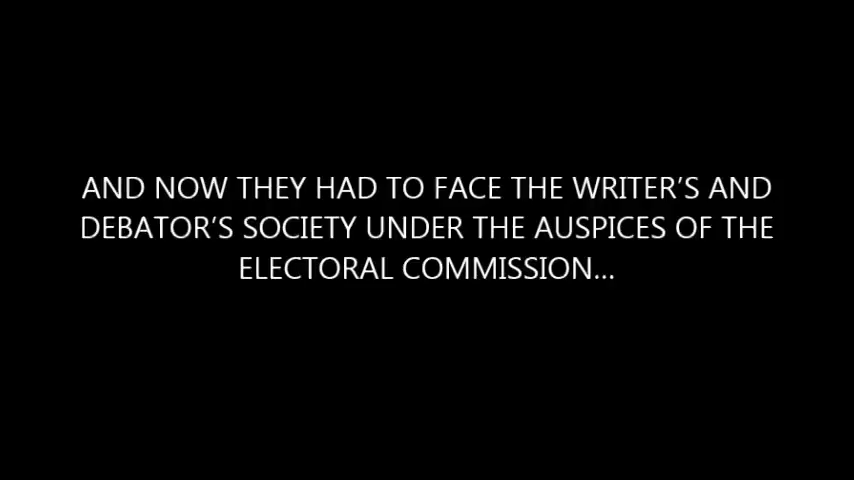 AND NOW THEY HAD TO FACE THE WRITER’S AND
DEBATOR’S SOCIETY UNDER THE AUSPICES OF THE
ELECTORAL COMMISSION...